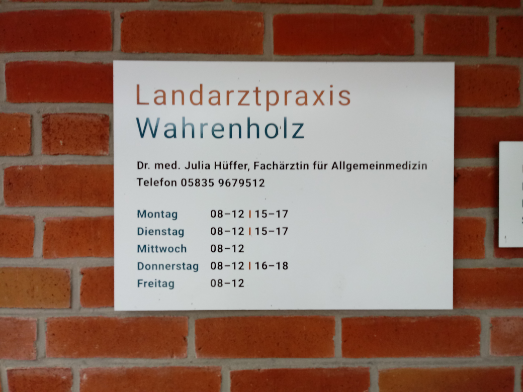 Landarztpraxis
Wahrenholz
Dr. med. Julia Hüffer, Fachärztin für Allgemeinmedizin
Telefon 05835 9679512
Montag 08–12 | 15–17
Dienstag 08–12 | 15–17
Mittwoch 08–12
Donnerstag 08–12 | 16–18
Freitag 08–12